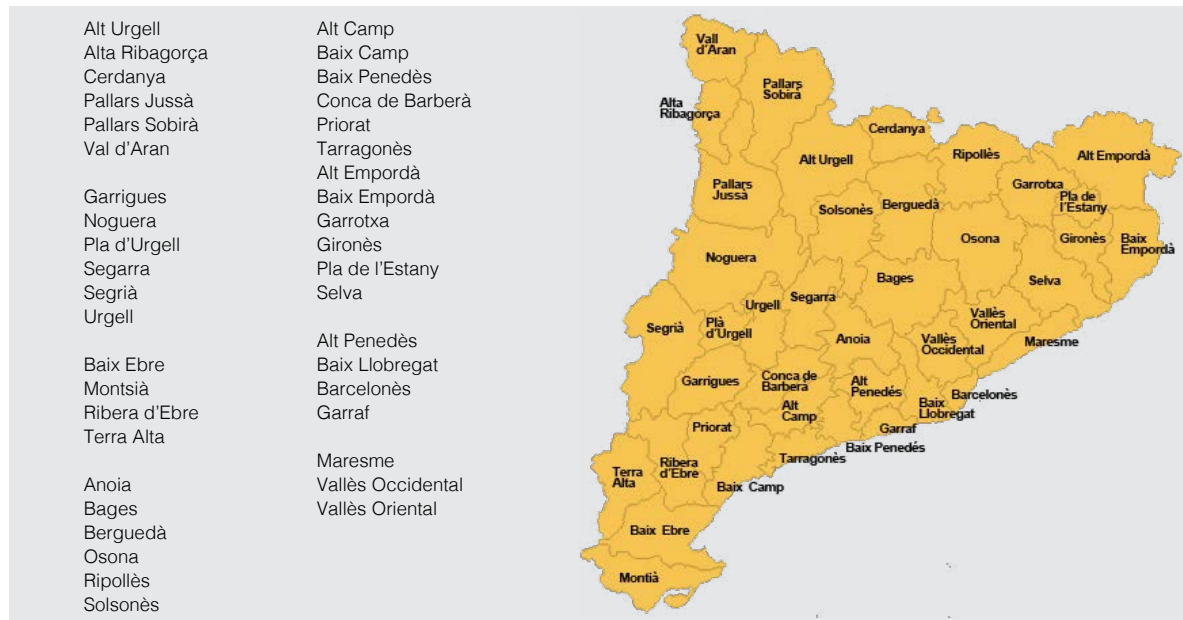 Alt Urgell
Alta Ribagorça
Cerdanya
Pallars Jussà
Pallars Sobirà
Val d’Aran
Garrigues
Noguera
Pla d’Urgell
Segarra
Segrià
Urgell
Baix Ebre
Montsià
Ribera d’Ebre
Terra Alta
Anoia
Bages
Berguedà
Osona
Ripollès
Solsonès
Alt Camp
Baix Camp
Baix Penedès
Conca de Barberà
Priorat
Tarragonès
Alt Empordà
Baix Empordà
Garrotxa
Gironès
Pla de l’Estany
Selva
Alt Penedès
Baix Llobregat
Barcelonès
Garraf
Maresme
Vallès Occidental
Vallès Oriental
Vall
d´Aran
Pallars
Sobirà
Alta
Ribagorça
Cerdanya
Alt Urgell
Ripollès
Alt Empordà
Pallars
Jussà
Garrotxa
Pla de
l´Estany
Solsonès
Berguedà
Osona
Gironès
Baix
Empordà
Noguera
Bages
Selva
Urgell
Segarra
Segrià
Plà
d´Urgell
Anoia
Vallès
Oriental
Vallès
Occidental
Maresme
Garrigues
Conca de
Barberà
Alt
Penedés
Barcelonès
Baix
Llobregat
Alt
Camp
Priorat
Garraf
Baix Penedés
Tarragonès
Terra
Alta
Ribera
d´Ebre
Baix Camp
Baix Ebre
Montià